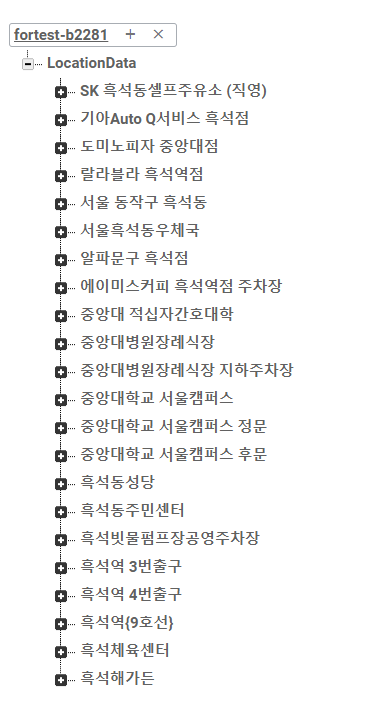 fortest-b2281 + ×
LocationData
SK 흑석동셀프주유소 (직영)
기아Auto Q서비스 흑석점
도미노피자 중앙대점
랄라블라 흑석역점
서울 동작구 흑석동
서울흑석동우체국
알파문구 흑석점
에이미스커피 흑석역점 주차장
중앙대 적십자간호대학
중앙대병원장례식장
중앙대병원장례식장 지하주차장
중앙대학교 서울캠퍼스
중앙대학교 서울캠퍼스 정문
중앙대학교 서울캠퍼스 후문
흑석동성당
흑석동주민센터
흑석빗물펌프장공영주차장
흑석역 3번출구
흑석역 4번출구
흑석역{9호선}
흑석체육센터
흑석해가든